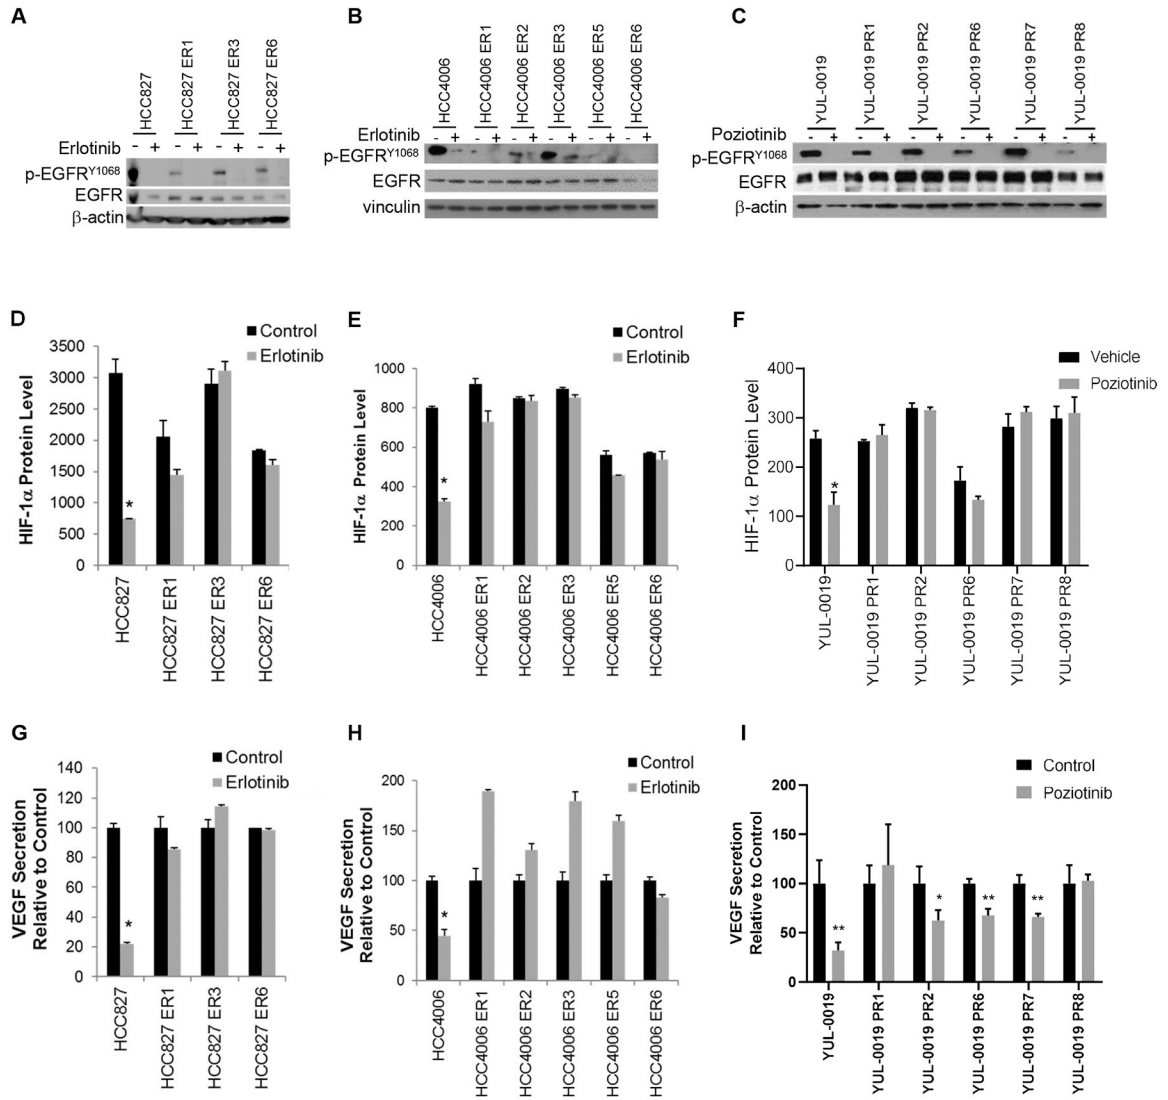 A
HCC827
HCC827 ER1
HCC827 ER3
HCC827 ER6
Erlotinib - + - + - + - +
p-EGFRY1068
EGFR
β-actin
B
HCC4006
HCC4006 ER1
HCC4006 ER2
HCC4006 ER3
HCC4006 ER5
HCC4006 ER6
Erlotinib - + - + - + - + - + - +
p-EGFRY1068
EGFR
vinculin
C
YUL-0019
YUL-0019 PR1
YUL-0019 PR2
YUL-0019 PR6
YUL-0019 PR7
YUL-0019 PR8
Poziotinib - + - + - + - + - + - +
p-EGFRY1068
EGFR
β-actin
D
Control
Erlotinib
HIF-1α Protein Level
3500
3000
2500
2000
1500
1000
500
0
*
HCC827
HCC827 ER1
HCC827 ER3
HCC827 ER6
E
Control
Erlotinib
HIF-1α Protein Level
1000
800
600
400
200
0
*
HCC4006
HCC4006 ER1
HCC4006 ER2
HCC4006 ER3
HCC4006 ER5
HCC4006 ER6
F
Vehicle
Poziotinib
HIF-1α Protein Level
400
300
200
100
0
*
YUL-0019
YUL-0019 PR1
YUL-0019 PR2
YUL-0019 PR6
YUL-0019 PR7
YUL-0019 PR8
G
Control
Erlotinib
VEGF Secretion
Relative to Control
140
120
100
80
60
40
20
0
*
HCC827
HCC827 ER1
HCC827 ER3
HCC827 ER6
H
Control
Erlotinib
VEGF Secretion
Relative to Control
200
150
100
50
0
*
HCC4006
HCC4006 ER1
HCC4006 ER2
HCC4006 ER3
HCC4006 ER5
HCC4006 ER6
I
Control
Poziotinib
VEGF Secretion
Relative to Control
200
150
100
50
0
**
*
**
**
YUL-0019
YUL-0019 PR1
YUL-0019 PR2
YUL-0019 PR6
YUL-0019 PR7
YUL-0019 PR8